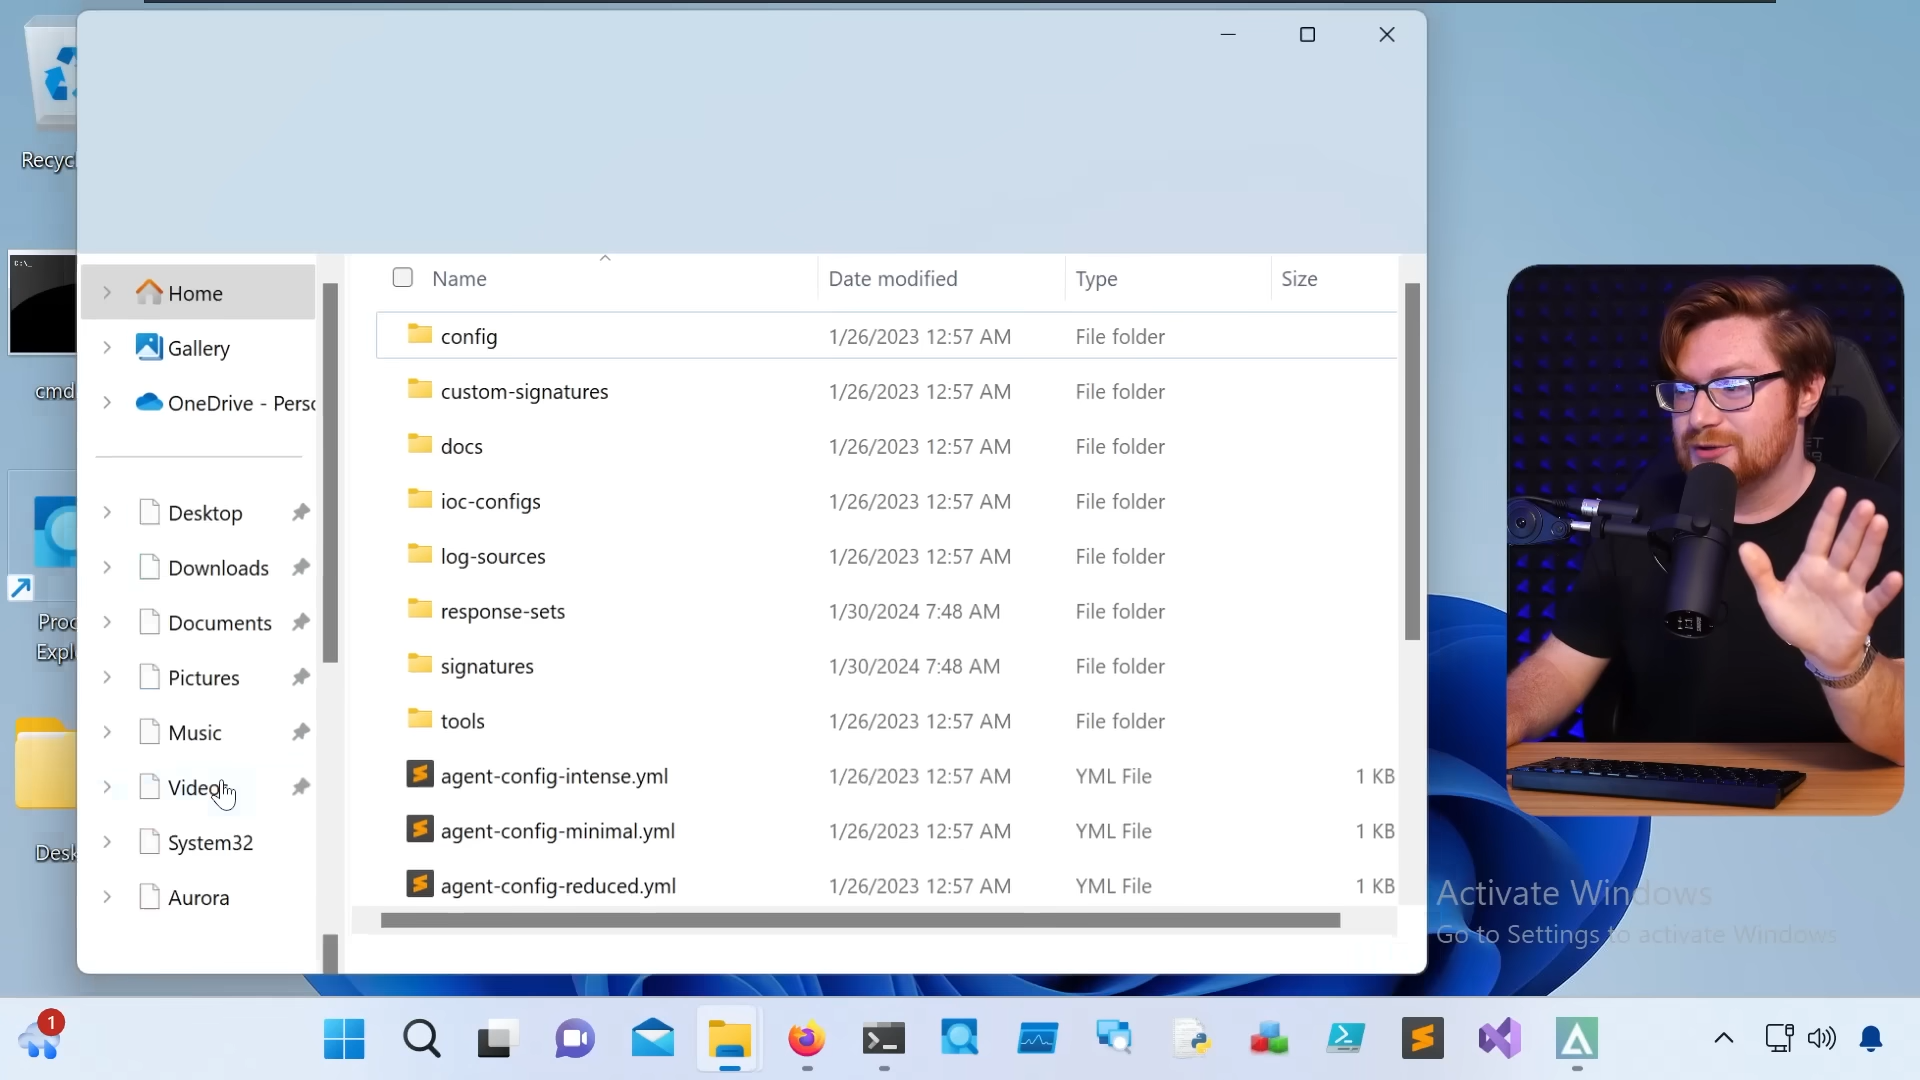 Recyc
cmd
Proc
Expl
Desk
Home
Gallery
OneDrive - Perso
Desktop
Downloads
Documents
Pictures
Music
Video
System32
Aurora
Name Date modified Type Size
config 1/26/2023 12:57 AM File folder
custom-signatures 1/26/2023 12:57 AM File folder
docs 1/26/2023 12:57 AM File folder
ioc-configs 1/26/2023 12:57 AM File folder
log-sources 1/26/2023 12:57 AM File folder
response-sets 1/30/2024 7:48 AM File folder
signatures 1/30/2024 7:48 AM File folder
tools 1/26/2023 12:57 AM File folder
agent-config-intense.yml 1/26/2023 12:57 AM YML File 1 KB
agent-config-minimal.yml 1/26/2023 12:57 AM YML File 1 KB
agent-config-reduced.yml 1/26/2023 12:57 AM YML File 1 KB
Activate Windows
Go to Settings to activate Windows
1